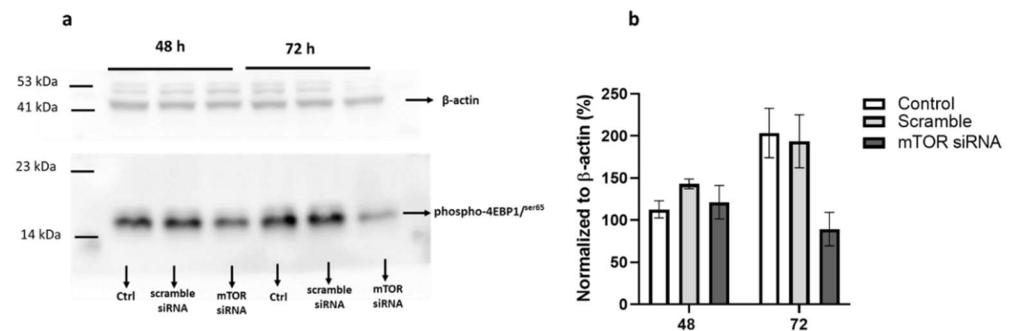 a
48 h
72 h
53 kDa
41 kDa
β-actin
23 kDa
14 kDa
phospho-4EBP1/ser65
Ctrl
scramble
siRNA
mTOR
siRNA
Ctrl
scramble
siRNA
mTOR
siRNA
b
Normalized to β-actin (%)
250
200
150
100
50
0
48
72
Control
Scramble
mTOR siRNA